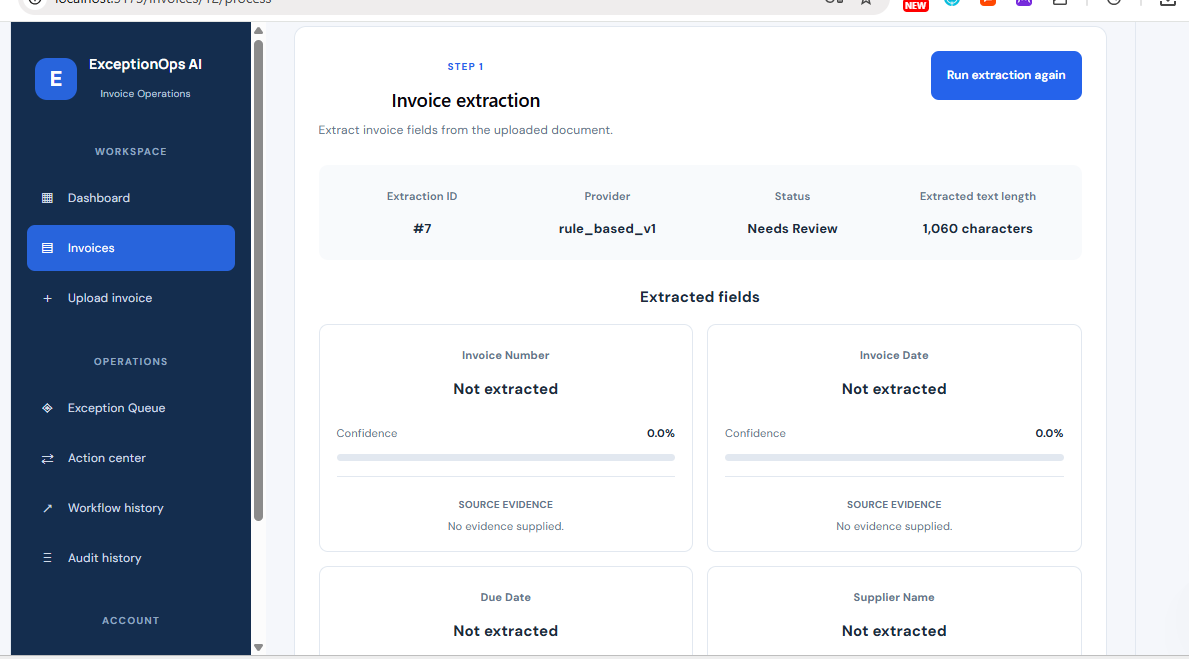 localhost:5173/invoices/12/process
NEW
E
ExceptionOps AI
Invoice Operations
WORKSPACE
Dashboard
Invoices
+ Upload invoice
OPERATIONS
Exception Queue
Action center
Workflow history
Audit history
ACCOUNT
STEP 1
Invoice extraction
Extract invoice fields from the uploaded document.
Run extraction again
Extraction ID
#7
Provider
rule_based_v1
Status
Needs Review
Extracted text length
1,060 characters
Extracted fields
Invoice Number
Not extracted
Confidence 0.0%
SOURCE EVIDENCE
No evidence supplied.
Invoice Date
Not extracted
Confidence 0.0%
SOURCE EVIDENCE
No evidence supplied.
Due Date
Not extracted
Supplier Name
Not extracted